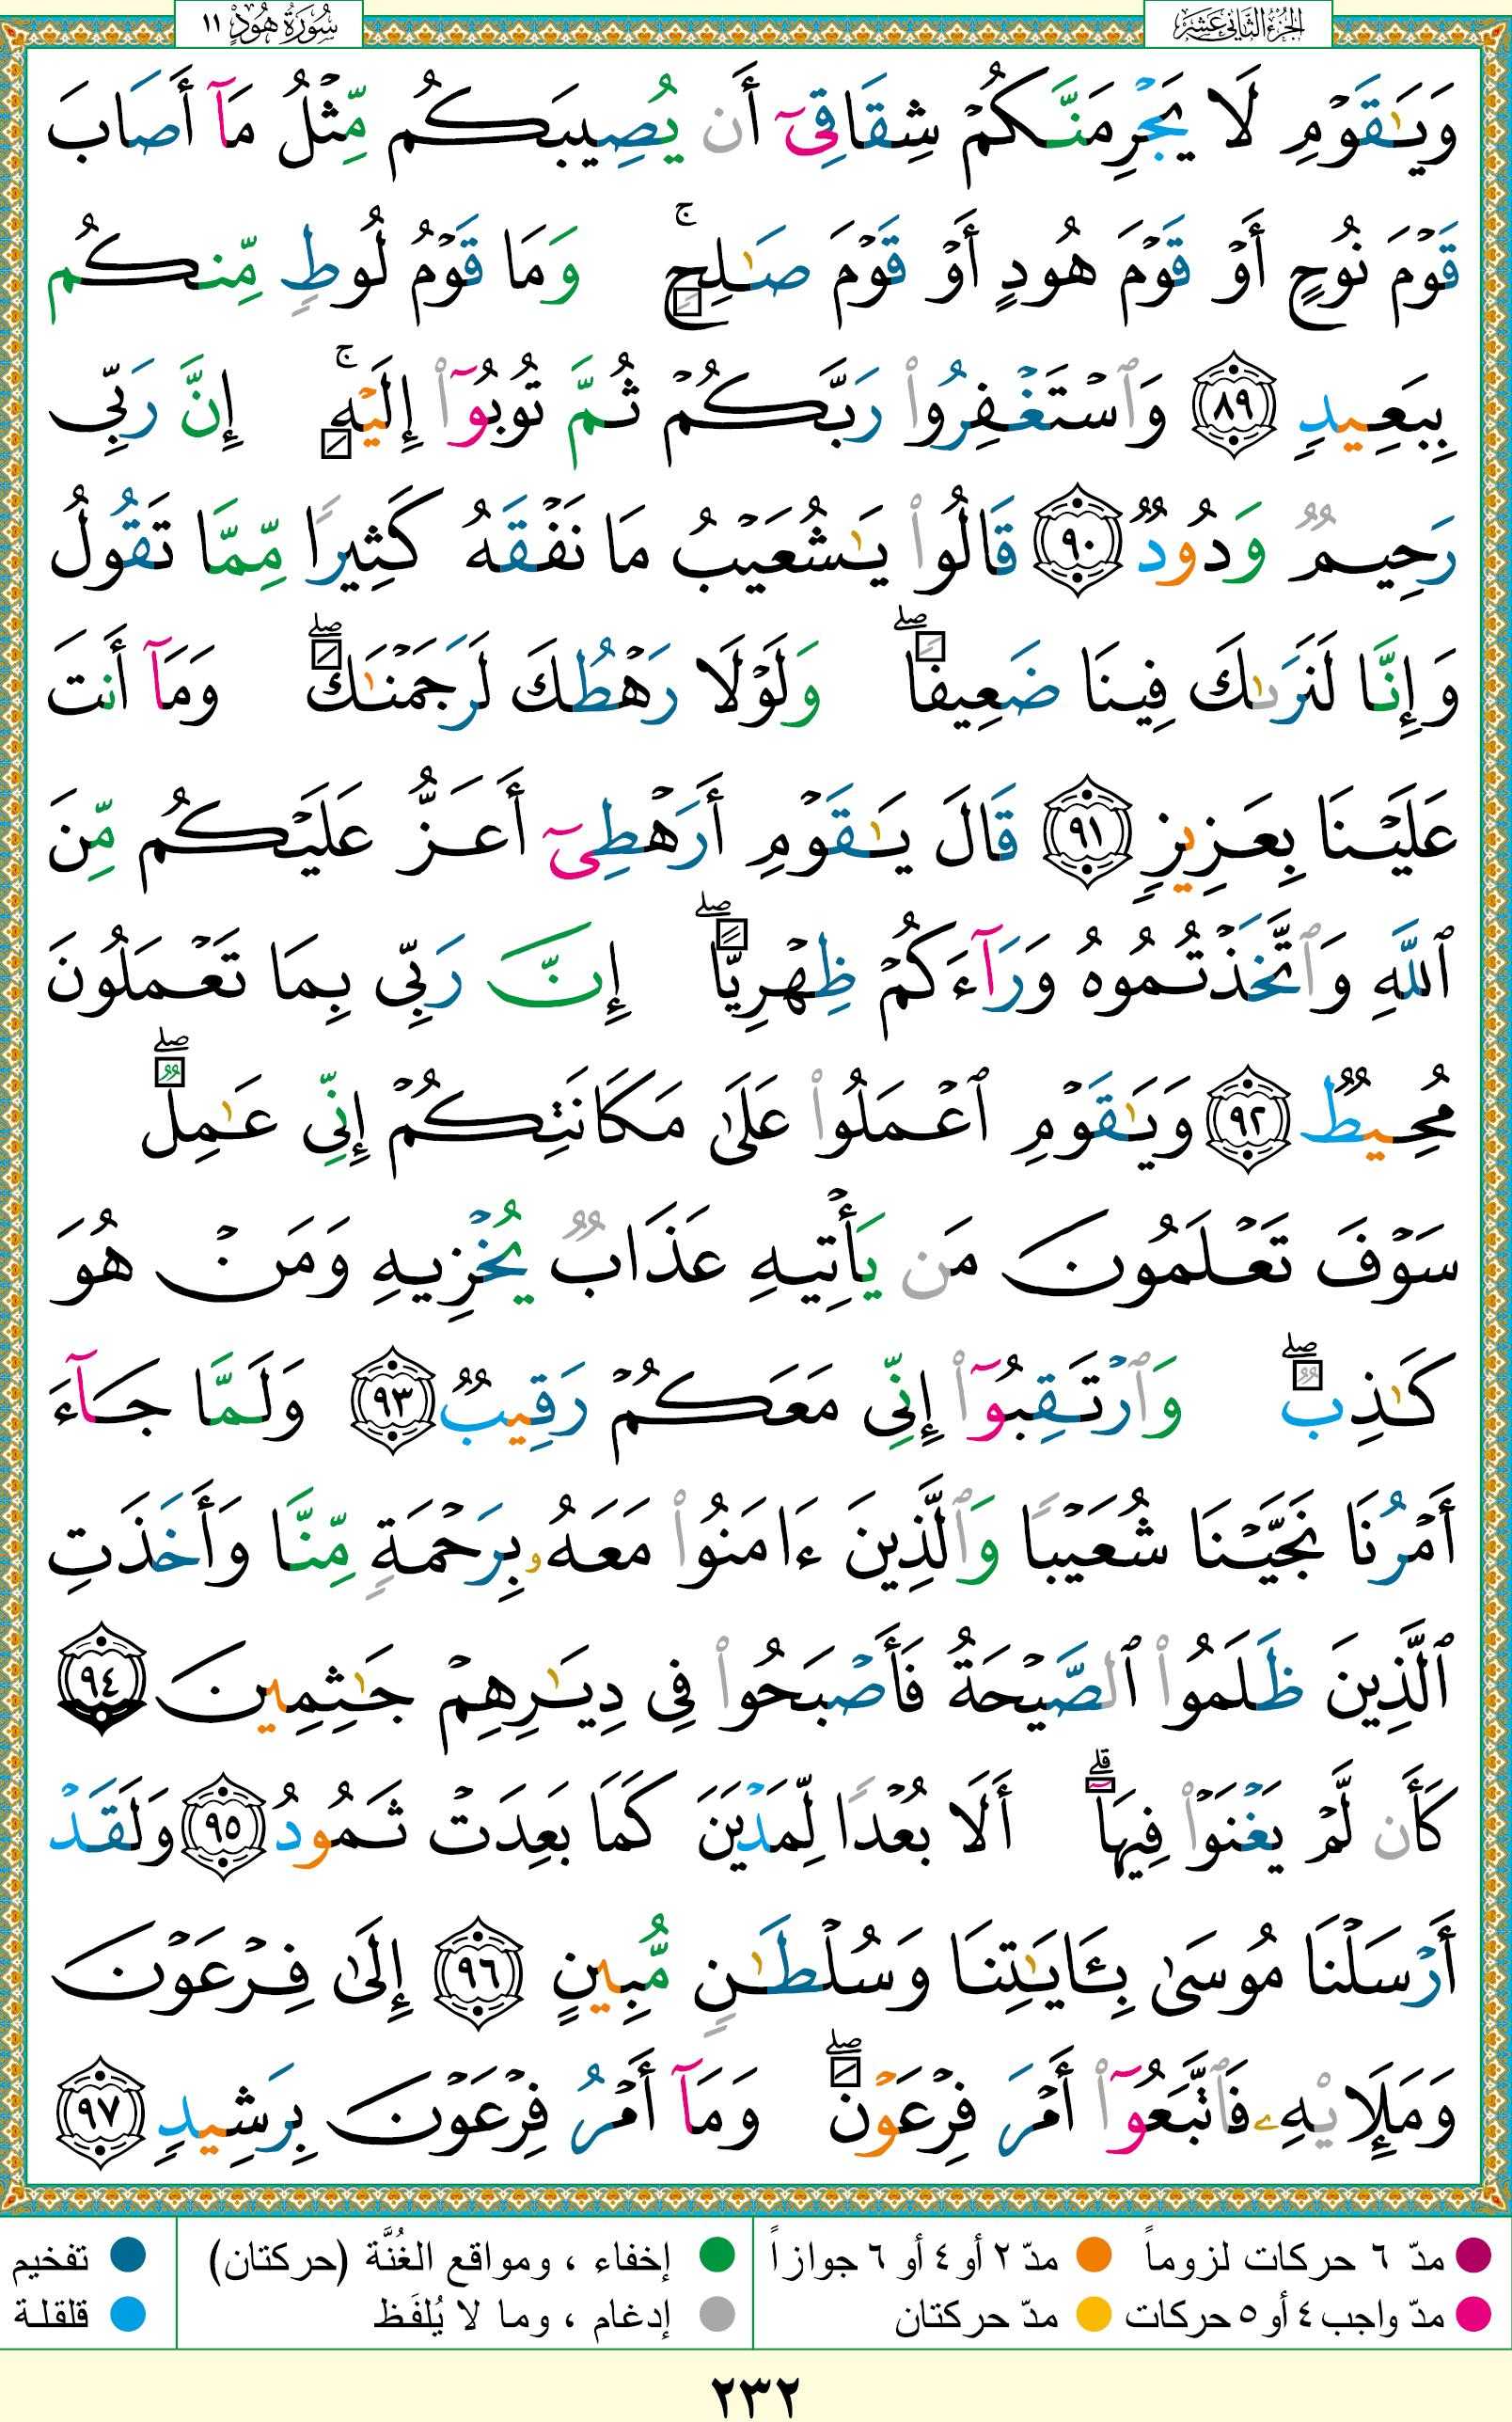 الجزء الثاني عشر
سورة هود ١١
وَيَٰقَوْمِ لَا يَجْرِمَنَّكُمْ شِقَاقِىٓ أَن يُصِيبَكُم مِّثْلُ مَآ أَصَابَ
قَوْمَ نُوحٍ أَوْ قَوْمَ هُودٍ أَوْ قَوْمَ صَٰلِحٍ ۚ وَمَا قَوْمُ لُوطٍ مِّنكُم
بِبَعِيدٍ ٨٩ وَٱسْتَغْفِرُوا۟ رَبَّكُمْ ثُمَّ تُوبُوٓا۟ إِلَيْهِ ۚ إِنَّ رَبِّى
رَحِيمٌ وَدُودٌ ٩٠ قَالُوا۟ يَٰشُعَيْبُ مَا نَفْقَهُ كَثِيرًا مِّمَّا تَقُولُ
وَإِنَّا لَنَرَىٰكَ فِينَا ضَعِيفًا ۖ وَلَوْلَا رَهْطُكَ لَرَجَمْنَٰكَ ۖ وَمَآ أَنتَ
عَلَيْنَا بِعَزِيزٍ ٩١ قَالَ يَٰقَوْمِ أَرَهْطِىٓ أَعَزُّ عَلَيْكُم مِّنَ
ٱللَّهِ وَٱتَّخَذْتُمُوهُ وَرَآءَكُمْ ظِهْرِيًّا ۖ إِنَّ رَبِّى بِمَا تَعْمَلُونَ
مُحِيطٌ ٩٢ وَيَٰقَوْمِ ٱعْمَلُوا۟ عَلَىٰ مَكَانَتِكُمْ إِنِّى عَٰمِلٌ ۖ
سَوْفَ تَعْلَمُونَ مَن يَأْتِيهِ عَذَابٌ يُخْزِيهِ وَمَنْ هُوَ
كَٰذِبٌ ۖ وَٱرْتَقِبُوٓا۟ إِنِّى مَعَكُمْ رَقِيبٌ ٩٣ وَلَمَّا جَآءَ
أَمْرُنَا نَجَّيْنَا شُعَيْبًا وَٱلَّذِينَ ءَامَنُوا۟ مَعَهُۥ بِرَحْمَةٍ مِّنَّا وَأَخَذَتِ
ٱلَّذِينَ ظَلَمُوا۟ ٱلصَّيْحَةُ فَأَصْبَحُوا۟ فِى دِيَٰرِهِمْ جَٰثِمِينَ ٩٤
كَأَن لَّمْ يَغْنَوْا۟ فِيهَآ ۗ أَلَا بُعْدًا لِّمَدْيَنَ كَمَا بَعِدَتْ ثَمُودُ ٩٥ وَلَقَدْ
أَرْسَلْنَا مُوسَىٰ بِـَٔايَٰتِنَا وَسُلْطَٰنٍ مُّبِينٍ ٩٦ إِلَىٰ فِرْعَوْنَ
وَمَلَإِي۟هِۦ فَٱتَّبَعُوٓا۟ أَمْرَ فِرْعَوْنَ ۖ وَمَآ أَمْرُ فِرْعَوْنَ بِرَشِيدٍ ٩٧
مدّ ٦ حركات لزوماً مدّ ٢ أو ٤ أو ٦ جوازاً إخفاء ، ومواقع الغُنَّة (حركتان) تفخيم
مدّ واجب ٤ أو ٥ حركات مدّ حركتان إدغام ، وما لا يُلفَظ قلقلة
٢٣٢